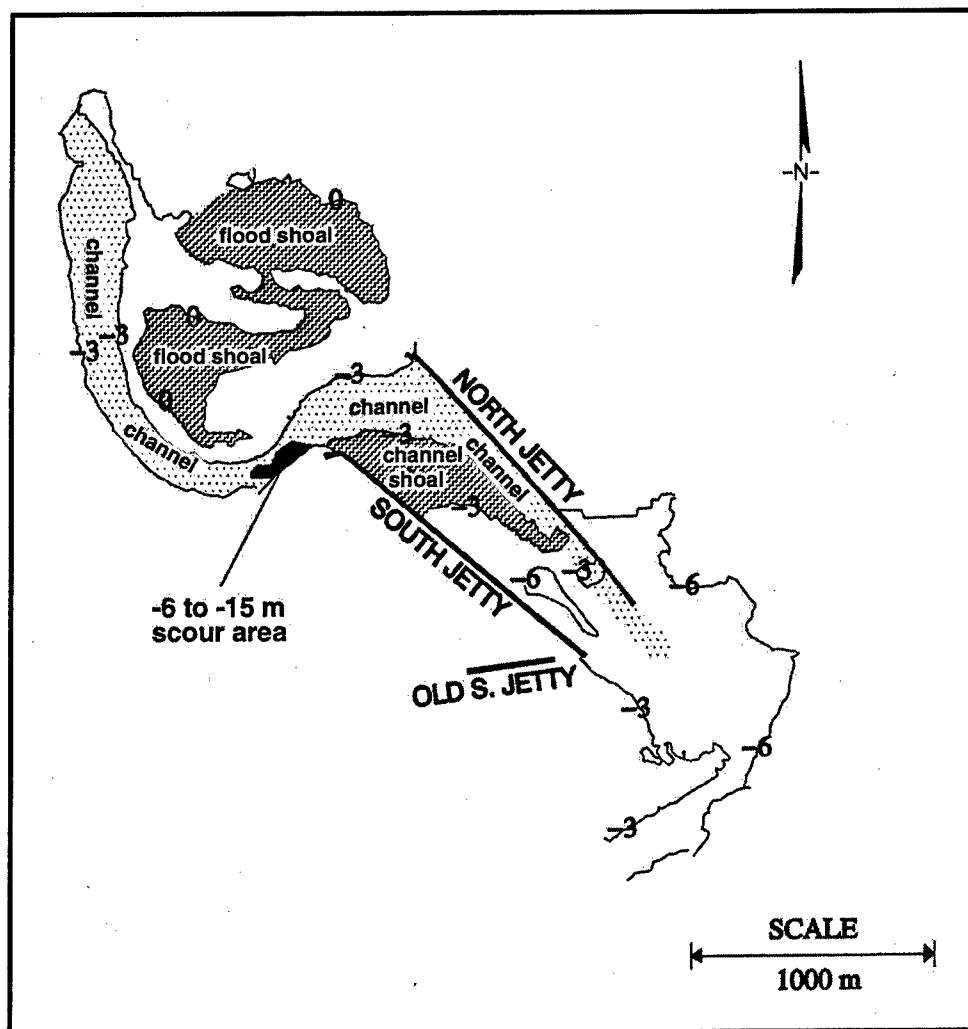 -N-
0
flood shoal
channel
0
-3
-3
flood shoal
-3
NORTH JETTY
0
channel
-3
channel
channel
channel
shoal
-3
SOUTH JETTY
-6
-5
-6
-6 to -15 m
scour area
OLD S. JETTY
-3
-6
-3
SCALE
1000 m